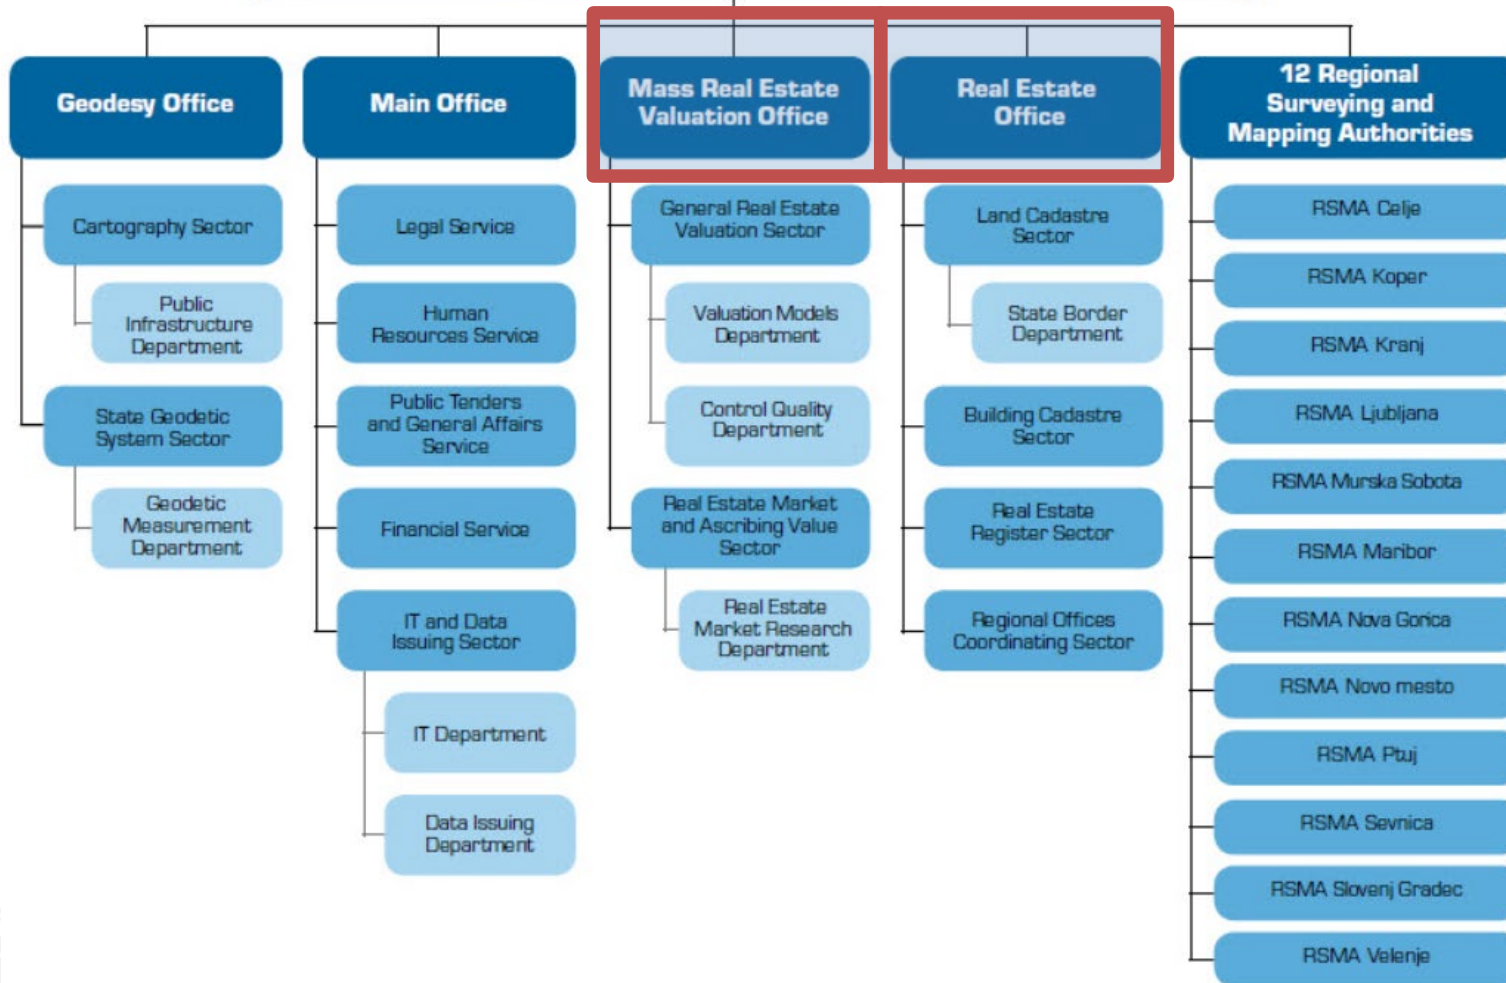 Geodesy Office
Main Office
Mass Real Estate
Valuation Office
Real Estate
Office
12 Regional
Surveying and
Mapping Authorities
Cartography Sector
Public
Infrastructure
Department
State Geodetic
System Sector
Geodetic
Measurement
Department
Legal Service
Human
Resources Service
Public Tenders
and General Affairs
Service
Financial Service
IT and Data
Issuing Sector
IT Department
Data Issuing
Department
General Real Estate
Valuation Sector
Valuation Models
Department
Control Quality
Department
Real Estate Market
and Ascribing Value
Sector
Real Estate
Market Research
Department
Land Cadastre
Sector
State Border
Department
Building Cadastre
Sector
Real Estate
Register Sector
Regional Offices
Coordinating Sector
RSMA Celje
RSMA Koper
RSMA Kranj
RSMA Ljubljana
RSMA Murska Sobota
RSMA Maribor
RSMA Nova Gorica
RSMA Novo mesto
RSMA Ptuj
RSMA Sevnica
RSMA Slovenj Gradec
RSMA Velenje